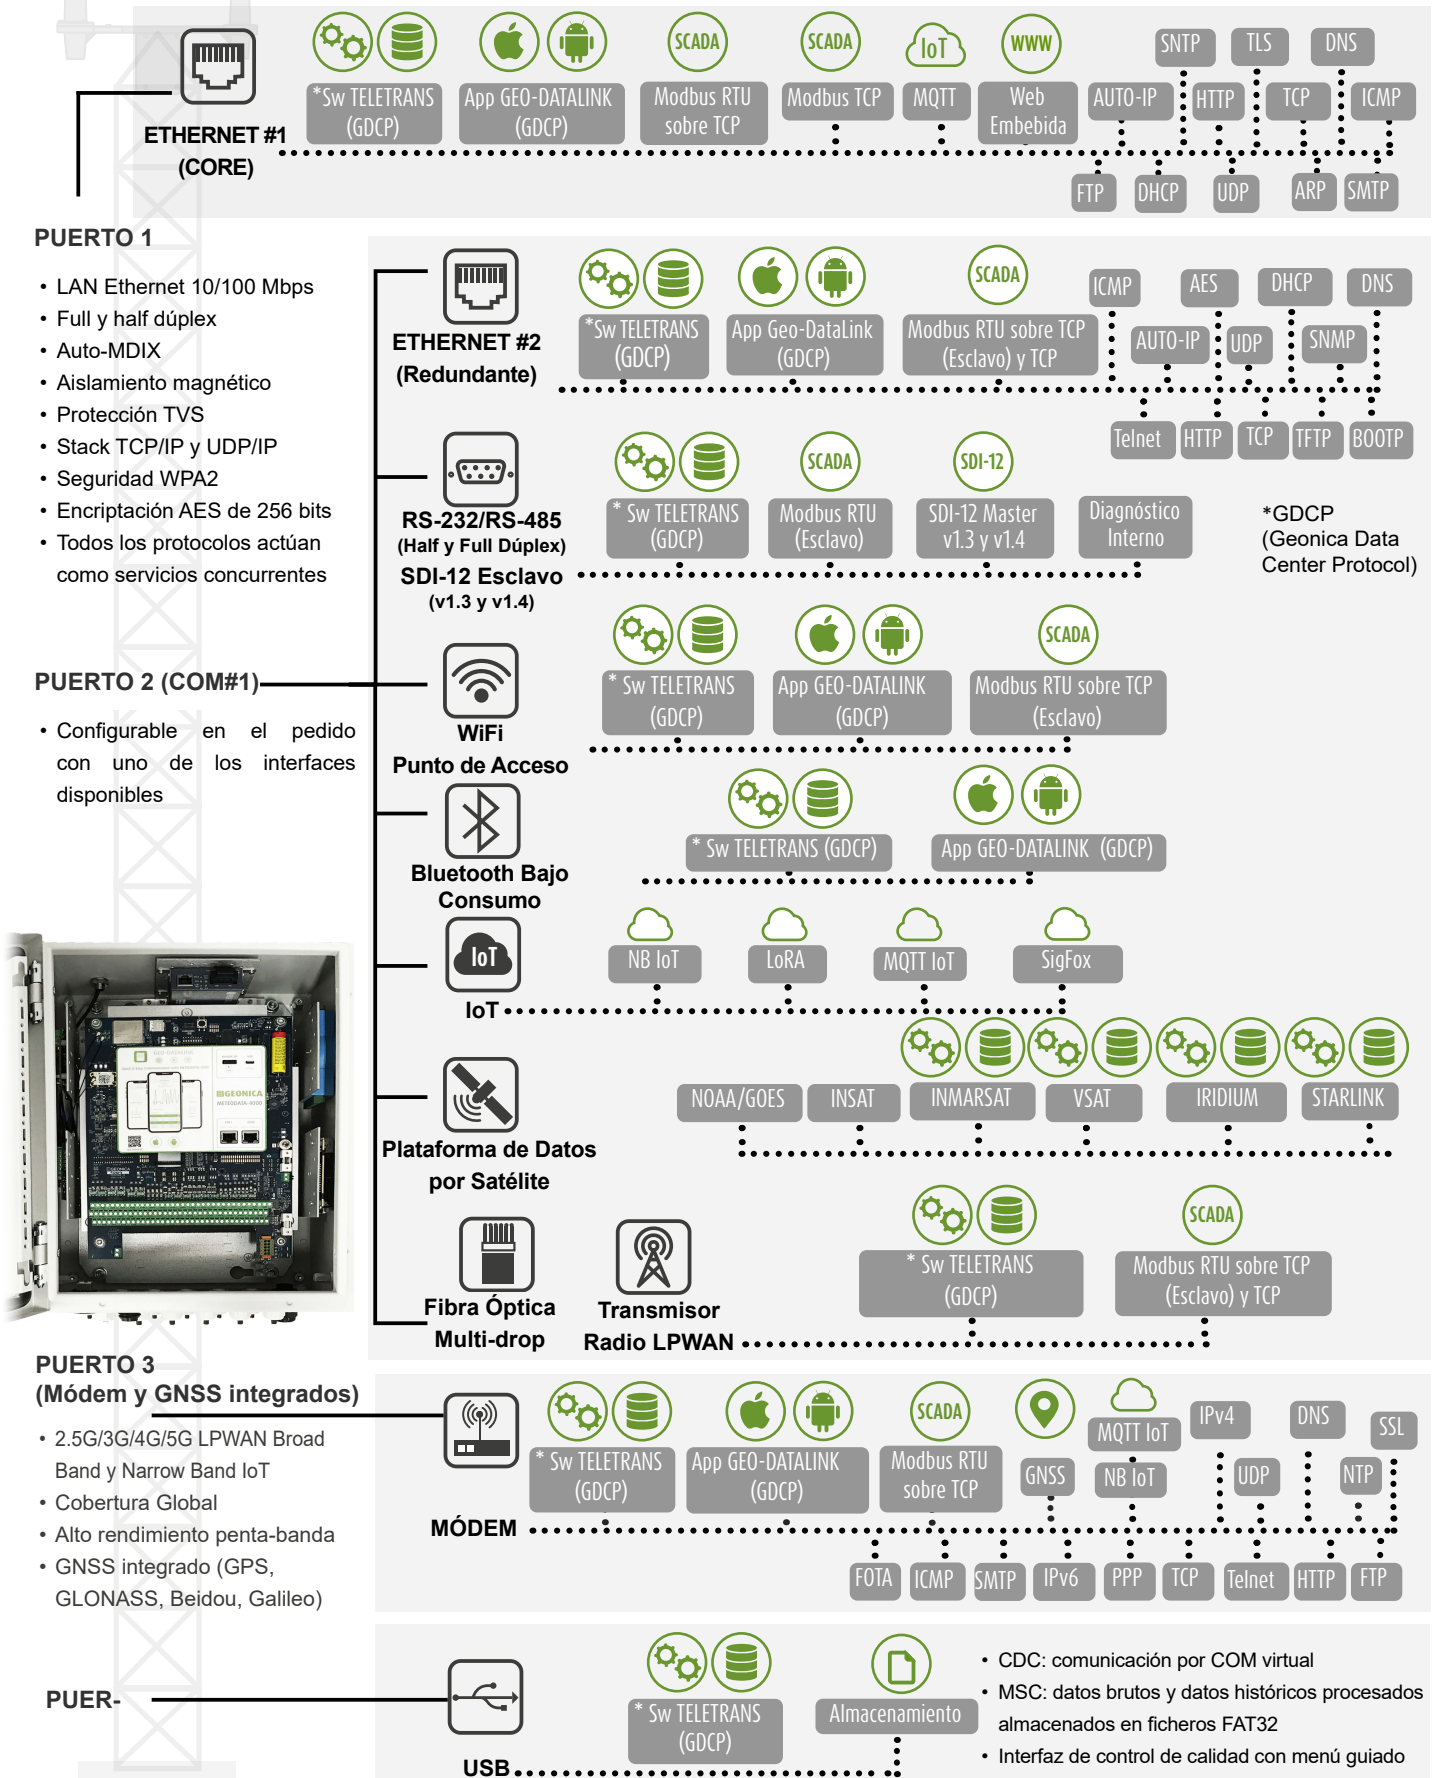 SCADA
SCADA
IoT
WWW
SNTP
TLS
DNS
*Sw TELETRANS
(GDCP)
App GEO-DATALINK
(GDCP)
Modbus RTU
sobre TCP
Modbus TCP
MQTT
Web
Embebida
AUTO-IP
HTTP
TCP
ICMP
ETHERNET #1
(CORE)
FTP
DHCP
UDP
ARP
SMTP
PUERTO 1
• LAN Ethernet 10/100 Mbps
• Full y half dúplex
• Auto-MDIX
• Aislamiento magnético
• Protección TVS
• Stack TCP/IP y UDP/IP
• Seguridad WPA2
• Encriptación AES de 256 bits
• Todos los protocolos actúan
como servicios concurrentes
SCADA
ICMP
AES
DHCP
DNS
ETHERNET #2
(Redundante)
*Sw TELETRANS
(GDCP)
App Geo-DataLink
(GDCP)
Modbus RTU sobre TCP
(Esclavo) y TCP
AUTO-IP
UDP
SNMP
Telnet
HTTP
TCP
TFTP
BOOTP
SCADA
SDI-12
RS-232/RS-485
(Half y Full Dúplex)
SDI-12 Esclavo
(v1.3 y v1.4)
* Sw TELETRANS
(GDCP)
Modbus RTU
(Esclavo)
SDI-12 Master
v1.3 y v1.4
Diagnóstico
Interno
*GDCP
(Geonica Data
Center Protocol)
PUERTO 2 (COM#1)
• Configurable en el pedido
con uno de los interfaces
disponibles
SCADA
WiFi
Punto de Acceso
* Sw TELETRANS
(GDCP)
App GEO-DATALINK
(GDCP)
Modbus RTU sobre TCP
(Esclavo)
Bluetooth Bajo
Consumo
* Sw TELETRANS (GDCP)
App GEO-DATALINK (GDCP)
IoT
IoT
NB IoT
LoRA
MQTT IoT
SigFox
Plataforma de Datos
por Satélite
NOAA/GOES
INSAT
INMARSAT
VSAT
IRIDIUM
STARLINK
GEONICA
METEODATA-4000
Fibra Óptica
Multi-drop
Transmisor
Radio LPWAN
SCADA
* Sw TELETRANS
(GDCP)
Modbus RTU sobre TCP
(Esclavo) y TCP
PUERTO 3
(Módem y GNSS integrados)
• 2.5G/3G/4G/5G LPWAN Broad
Band y Narrow Band IoT
• Cobertura Global
• Alto rendimiento penta-banda
• GNSS integrado (GPS,
GLONASS, Beidou, Galileo)
MÓDEM
SCADA
* Sw TELETRANS
(GDCP)
App GEO-DATALINK
(GDCP)
Modbus RTU
sobre TCP
GNSS
MQTT IoT
NB IoT
IPv4
UDP
DNS
NTP
SSL
FOTA
ICMP
SMTP
IPv6
PPP
TCP
Telnet
HTTP
FTP
PUER-
USB
* Sw TELETRANS
(GDCP)
Almacenamiento
• CDC: comunicación por COM virtual
• MSC: datos brutos y datos históricos procesados
almacenados en ficheros FAT32
• Interfaz de control de calidad con menú guiado